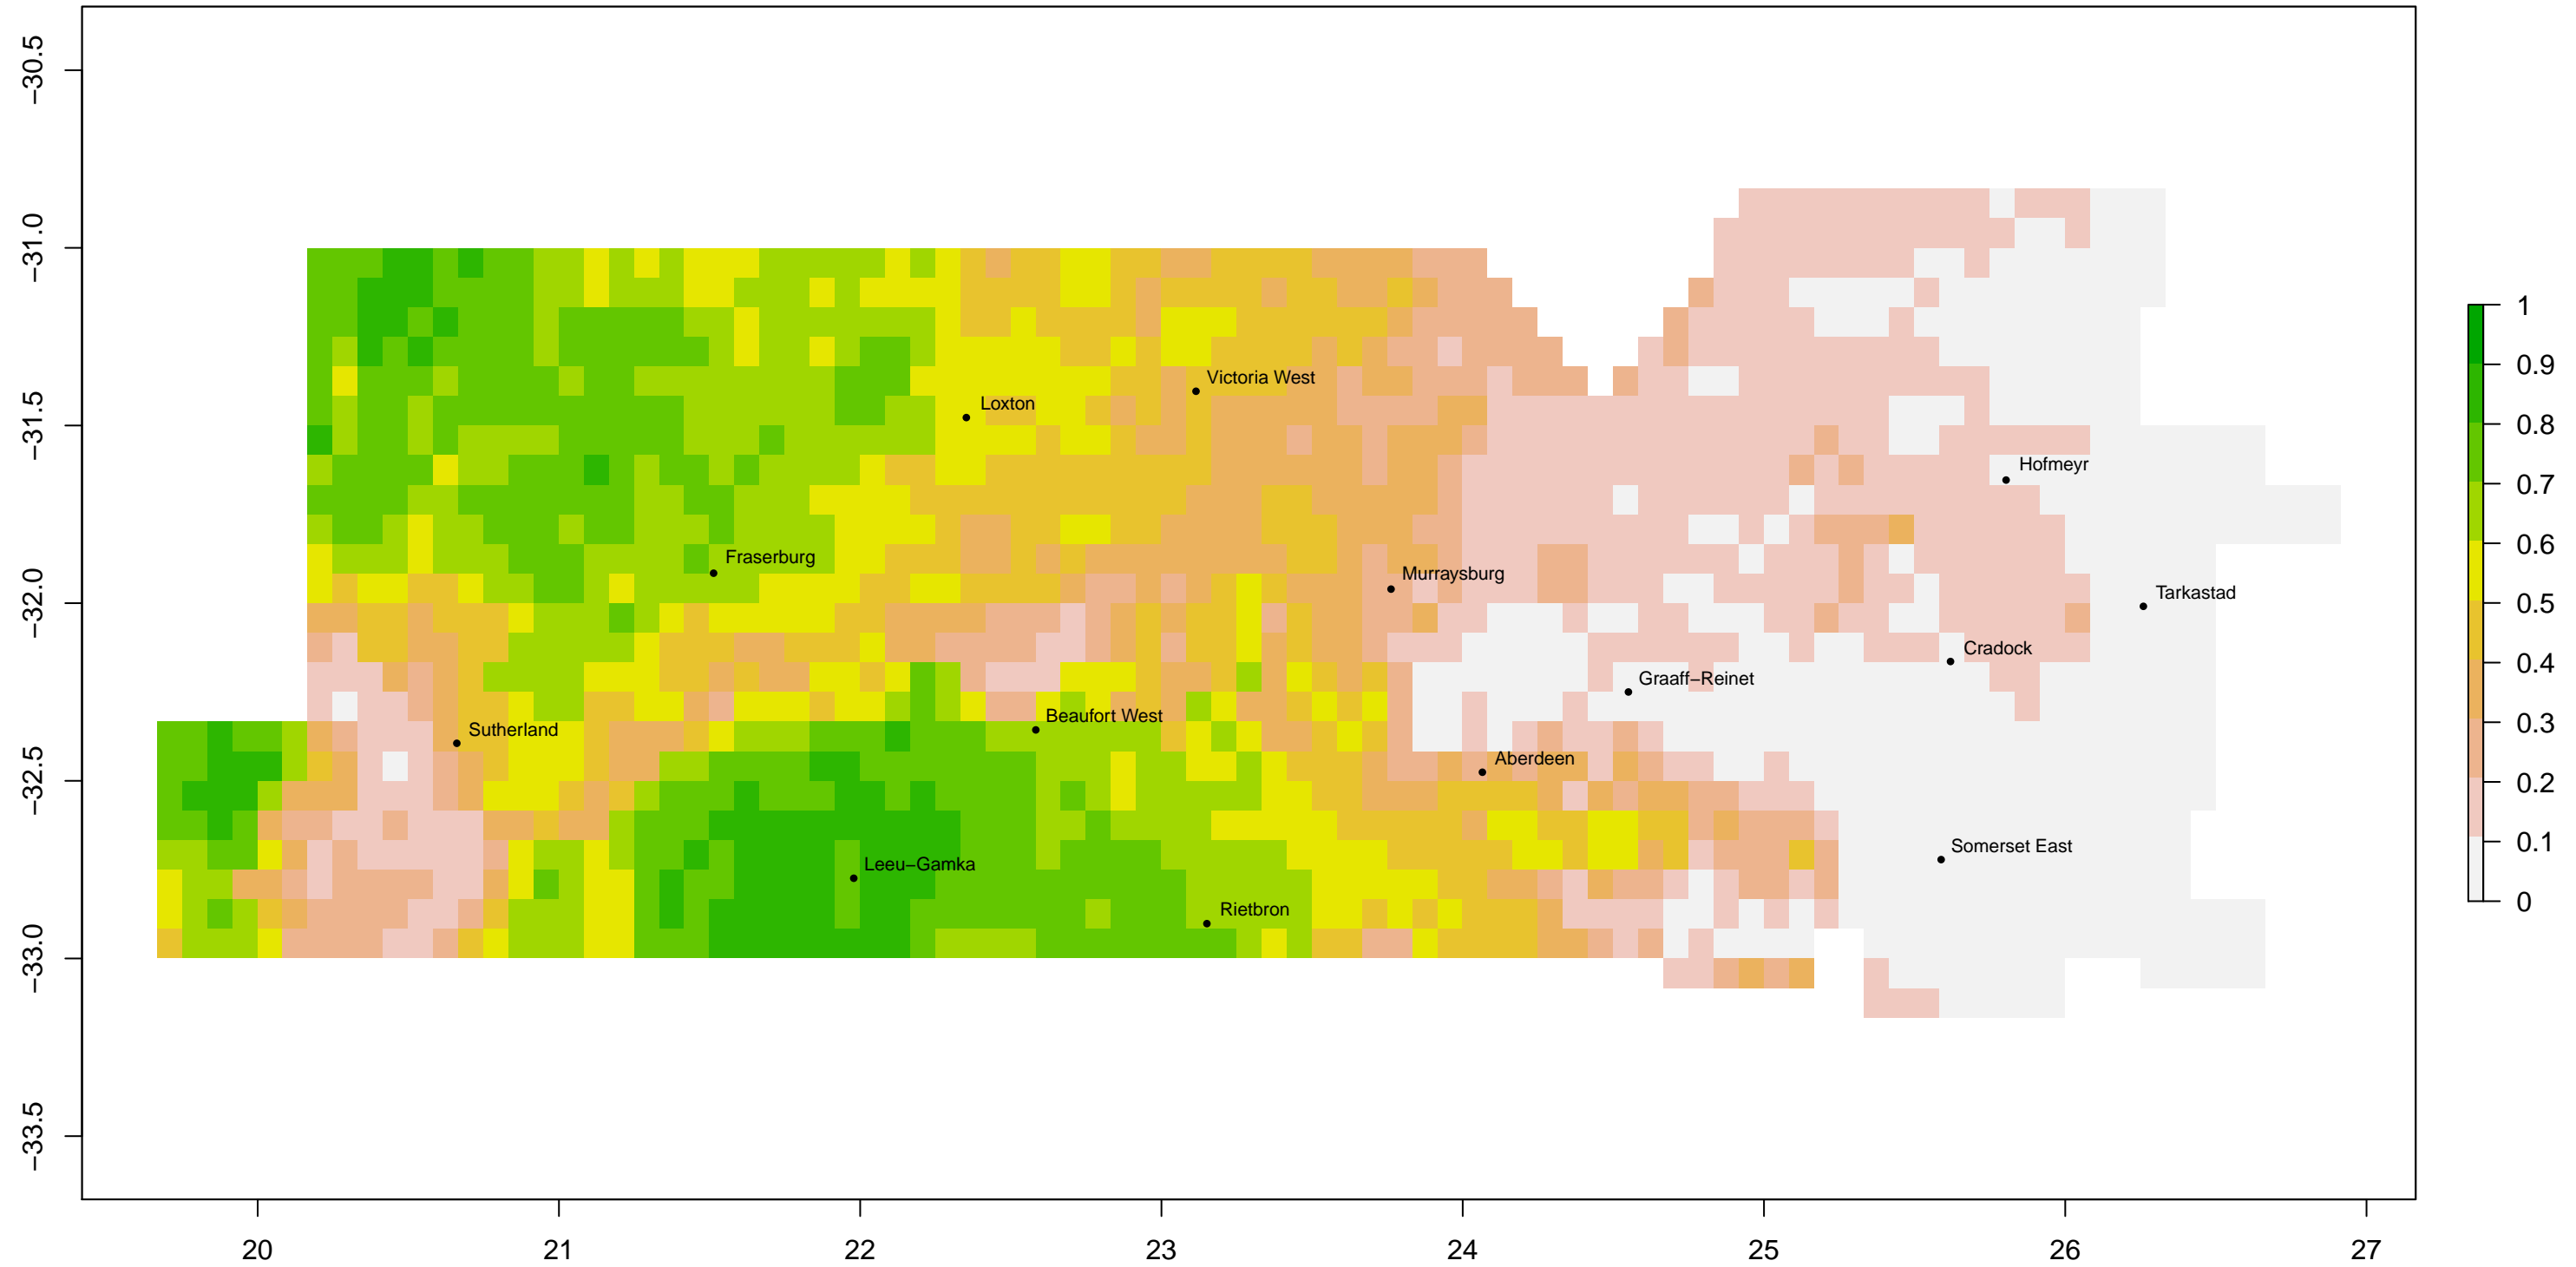 −30.5
−31.0
−31.5
−32.0
−32.5
−33.0
−33.5
Victoria West
Loxton
Hofmeyr
Fraserburg
Murraysburg
Tarkastad
Cradock
Graaff−Reinet
Beaufort West
Sutherland
Aberdeen
Somerset East
Leeu−Gamka
Rietbron
20 21 22 23 24 25 26 27
1
0.9
0.8
0.7
0.6
0.5
0.4
0.3
0.2
0.1
0